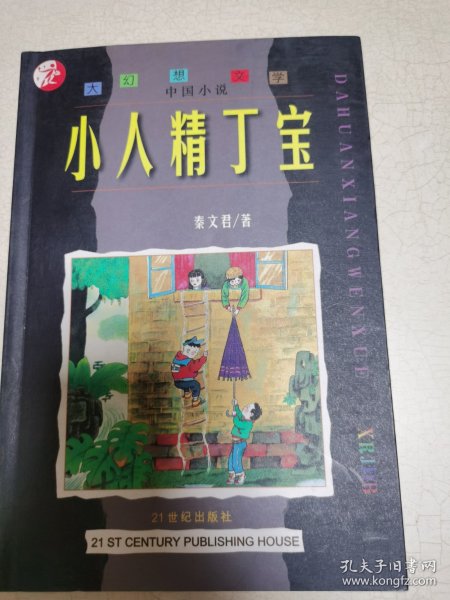 大幻想文学
中国小说
小人精丁宝
秦文君/著
DAHUANXIANGWENXUE
XRJDB
21世纪出版社
21 ST CENTURY PUBLISHING HOUSE
孔夫子旧书网
www.kongfz.com